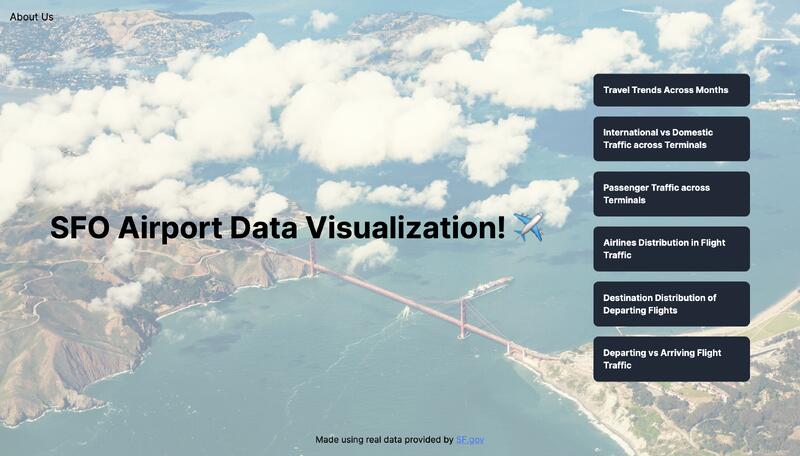 About Us
SFO Airport Data Visualization! ✈️
Travel Trends Across Months
International vs Domestic
Traffic across Terminals
Passenger Traffic across
Terminals
Airlines Distribution in Flight
Traffic
Destination Distribution of
Departing Flights
Departing vs Arriving Flight
Traffic
Made using real data provided by SF.gov